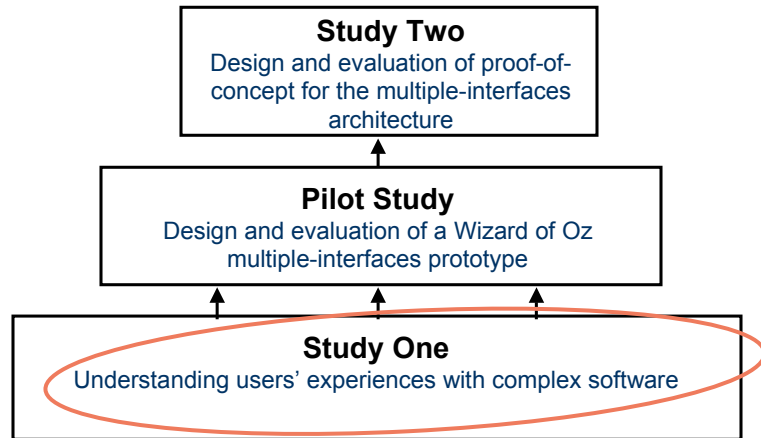 Study Two
Design and evaluation of proof-of-
concept for the multiple-interfaces
architecture
Pilot Study
Design and evaluation of a Wizard of Oz
multiple-interfaces prototype
Study One
Understanding users’ experiences with complex software